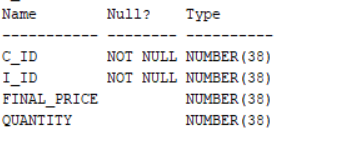 Name Null? Type
----------- -------- ----------
C_ID NOT NULL NUMBER(38)
I_ID NOT NULL NUMBER(38)
FINAL_PRICE NUMBER(38)
QUANTITY NUMBER(38)